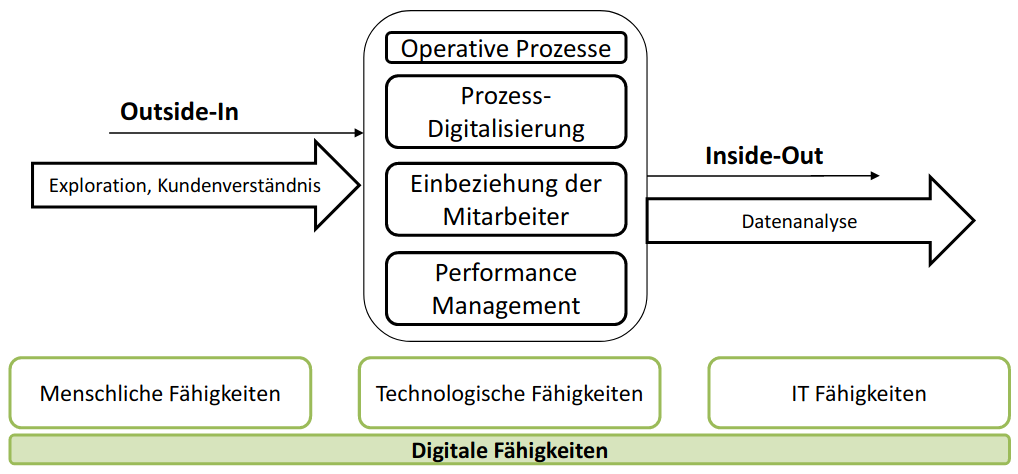 Operative Prozesse
Prozess-
Digitalisierung
Outside-In
Exploration, Kundenverständnis
Einbeziehung der
Mitarbeiter
Inside-Out
Datenanalyse
Performance
Management
Menschliche Fähigkeiten
Technologische Fähigkeiten
IT Fähigkeiten
Digitale Fähigkeiten